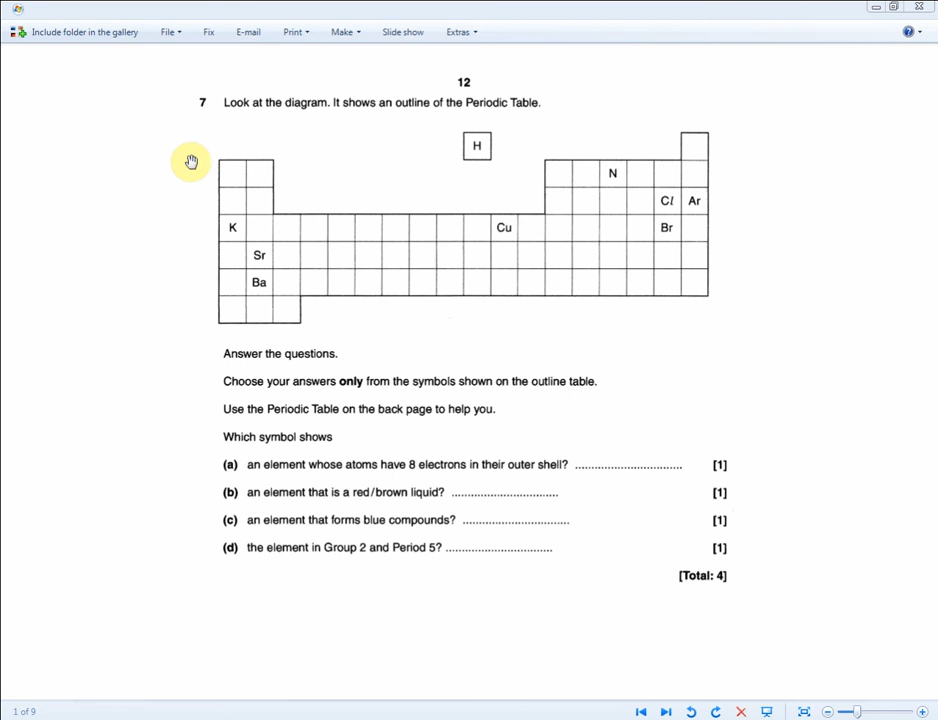 Include folder in the gallery File Fix E-mail Print Make Slide show Extras
12
7 Look at the diagram. It shows an outline of the Periodic Table.
H
N
Cl Ar
K Cu Br
Sr
Ba
Answer the questions.
Choose your answers only from the symbols shown on the outline table.
Use the Periodic Table on the back page to help you.
Which symbol shows
(a) an element whose atoms have 8 electrons in their outer shell? ................................ [1]
(b) an element that is a red/brown liquid? ................................ [1]
(c) an element that forms blue compounds? ................................ [1]
(d) the element in Group 2 and Period 5? ................................ [1]
[Total: 4]
1 of 9